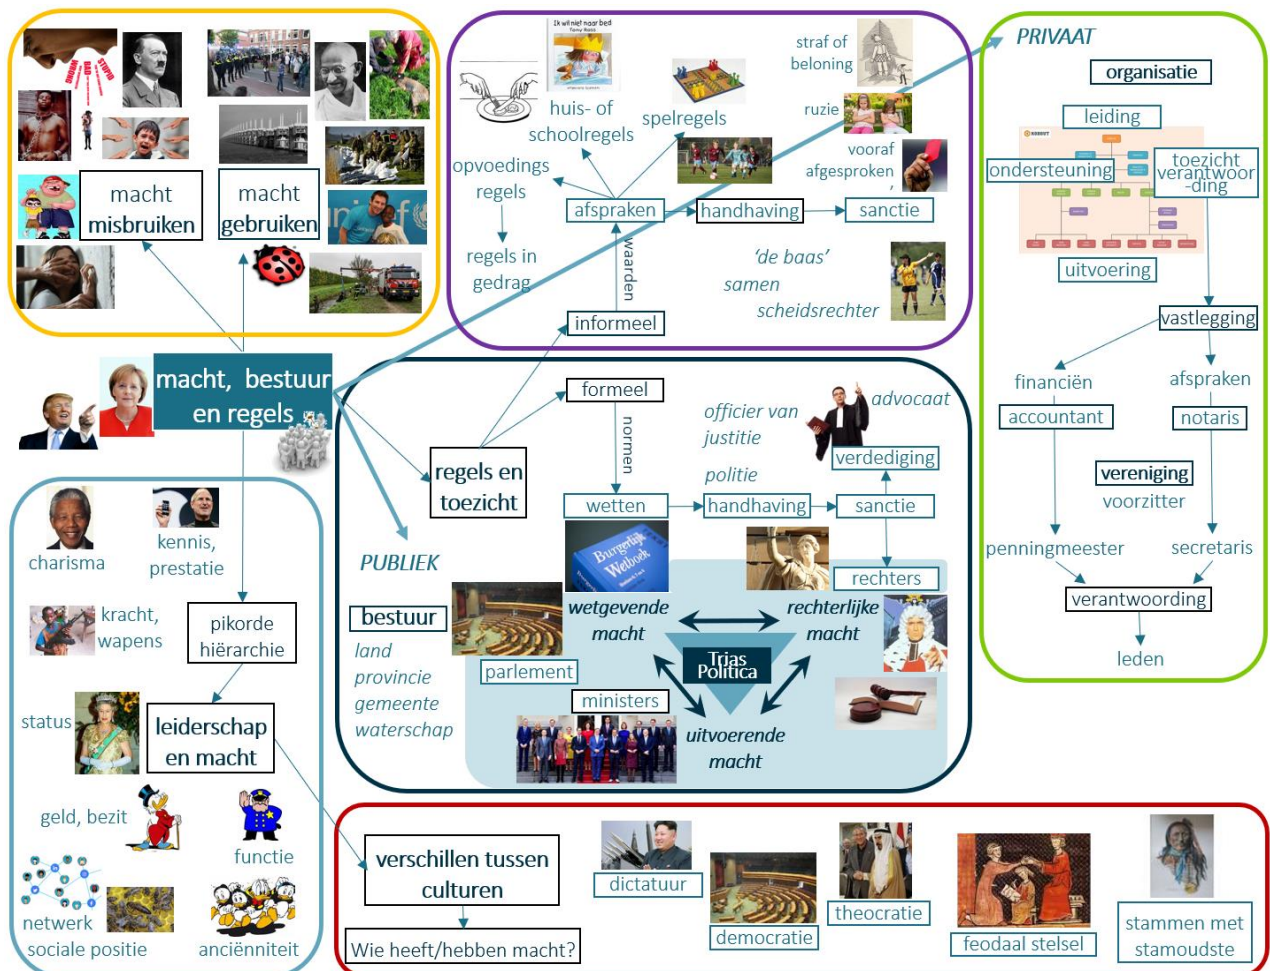 STUPID
BAD
WRONG
macht
misbruiken
macht
gebruiken
unicef
Ik wil niet naar bed
Tony Ross
huis- of
schoolregels
spelregels
straf of
beloning
ruzie
vooraf
afgesproken
,
opvoedings
regels
afspraken
handhaving
sanctie
regels in
gedrag
waarden
'de baas'
samen
scheidsrechter
informeel
PRIVAAT
organisatie
leiding
ondersteuning
toezicht
verantwoor
-ding
uitvoering
vastlegging
financiën
afspraken
accountant
notaris
vereniging
voorzitter
penningmeester
secretaris
verantwoording
leden
macht, bestuur
en regels
formeel
normen
officier van
justitie
politie
advocaat
verdediging
regels en
toezicht
wetten
handhaving
sanctie
Burgerlijk
Wetboek
PUBLIEK
rechters
bestuur
land
provincie
gemeente
waterschap
wetgevende
macht
rechterlijke
macht
Trias
Politica
parlement
ministers
uitvoerende
macht
charisma
kennis,
prestatie
kracht,
wapens
pikorde
hiërarchie
status
leiderschap
en macht
geld, bezit
functie
netwerk
sociale positie
anciënniteit
verschillen tussen
culturen
Wie heeft/hebben macht?
dictatuur
democratie
theocratie
feodaal stelsel
stammen met
stamoudste